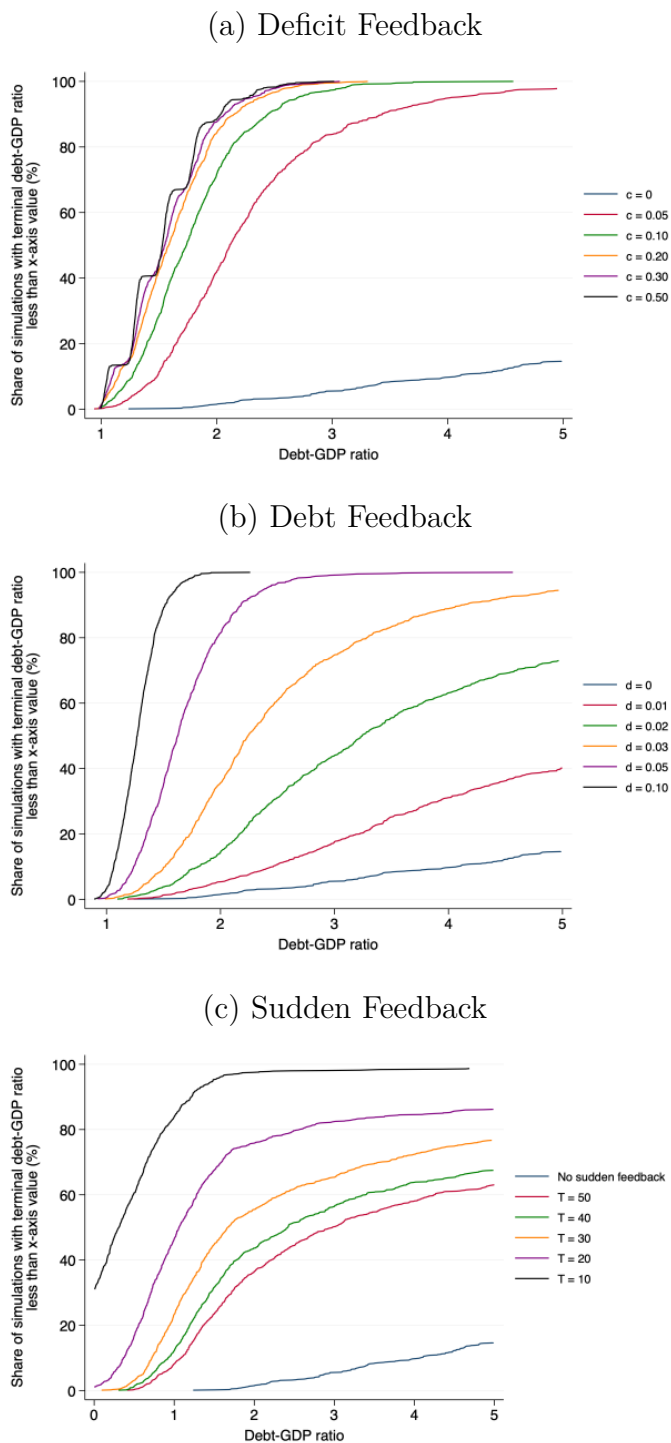 (a) Deficit Feedback
Share of simulations with terminal debt-GDP ratio
less than x-axis value (%)
100
80
60
40
20
0
1
2
3
4
5
Debt-GDP ratio
c = 0
c = 0.05
c = 0.10
c = 0.20
c = 0.30
c = 0.50
(b) Debt Feedback
Share of simulations with terminal debt-GDP ratio
less than x-axis value (%)
100
80
60
40
20
0
1
2
3
4
5
Debt-GDP ratio
d = 0
d = 0.01
d = 0.02
d = 0.03
d = 0.05
d = 0.10
(c) Sudden Feedback
Share of simulations with terminal debt-GDP ratio
less than x-axis value (%)
100
80
60
40
20
0
0
1
2
3
4
5
Debt-GDP ratio
No sudden feedback
T = 50
T = 40
T = 30
T = 20
T = 10